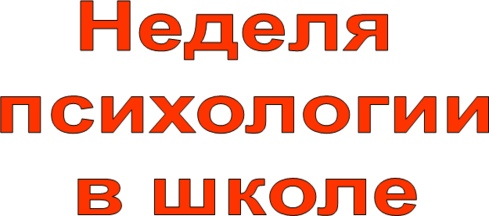 Неделя
психологии
в школе